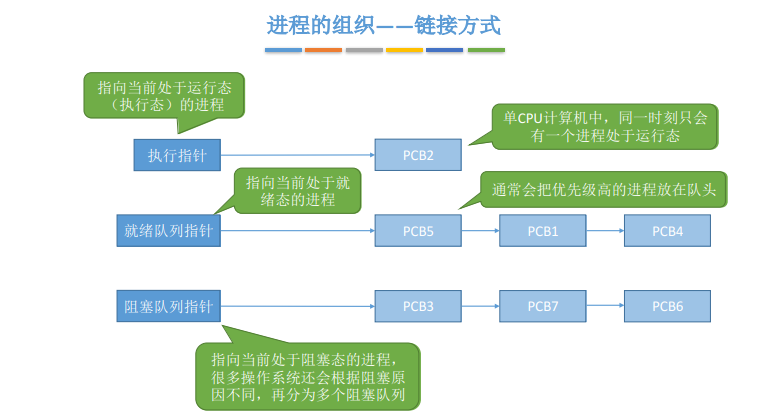 进程的组织——链接方式
指向当前处于运行态
（执行态）的进程
单CPU计算机中，同一时刻只会
有一个进程处于运行态
执行指针
PCB2
指向当前处于就
绪态的进程
通常会把优先级高的进程放在队头
就绪队列指针
PCB5
PCB1
PCB4
阻塞队列指针
PCB3
PCB7
PCB6
指向当前处于阻塞态的进程，
很多操作系统还会根据阻塞原
因不同，再分为多个阻塞队列